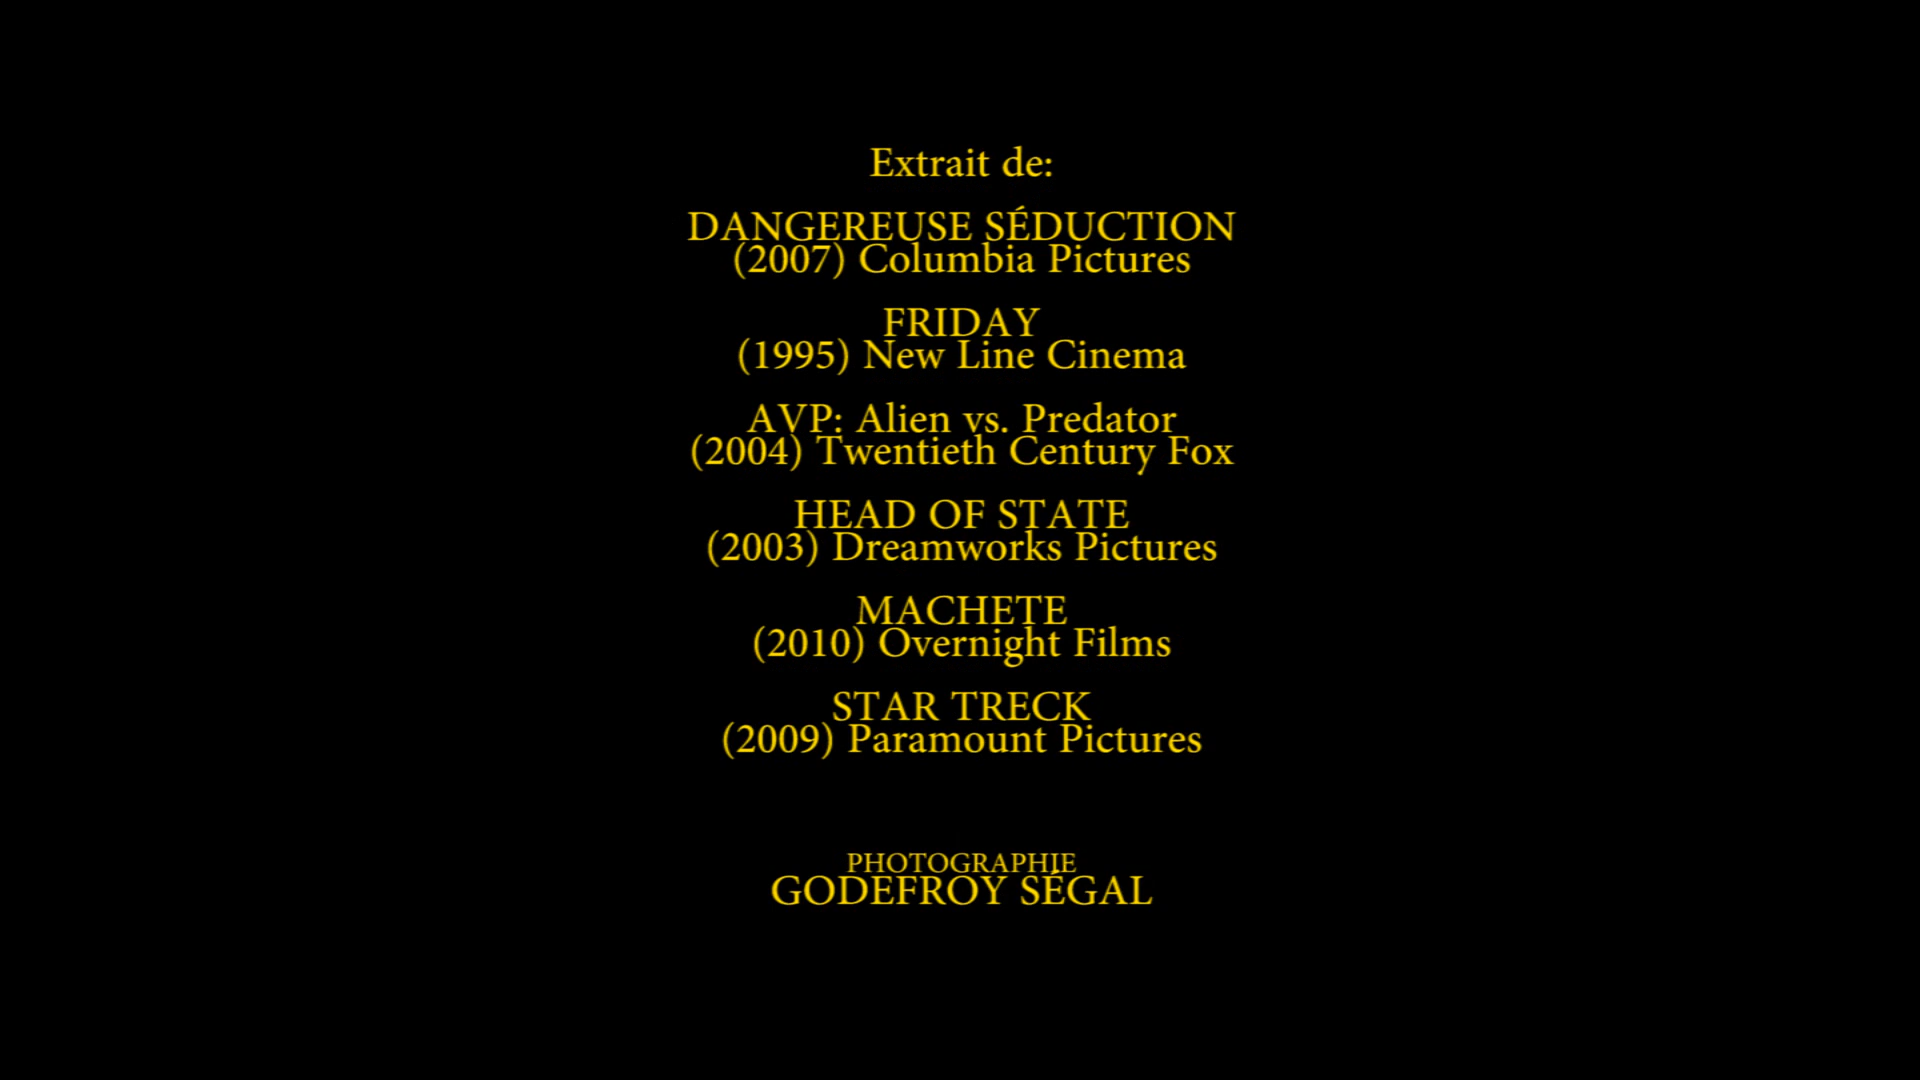 Extrait de:
DANGEREUSE SÉDUCTION
(2007) Columbia Pictures
FRIDAY
(1995) New Line Cinema
AVP: Alien vs. Predator
(2004) Twentieth Century Fox
HEAD OF STATE
(2003) Dreamworks Pictures
MACHETE
(2010) Overnight Films
STAR TRECK
(2009) Paramount Pictures
PHOTOGRAPHIE
GODEFROY SÉGAL